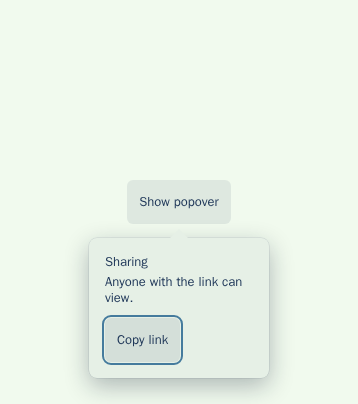 Show popover
Sharing
Anyone with the link can
view.
Copy link